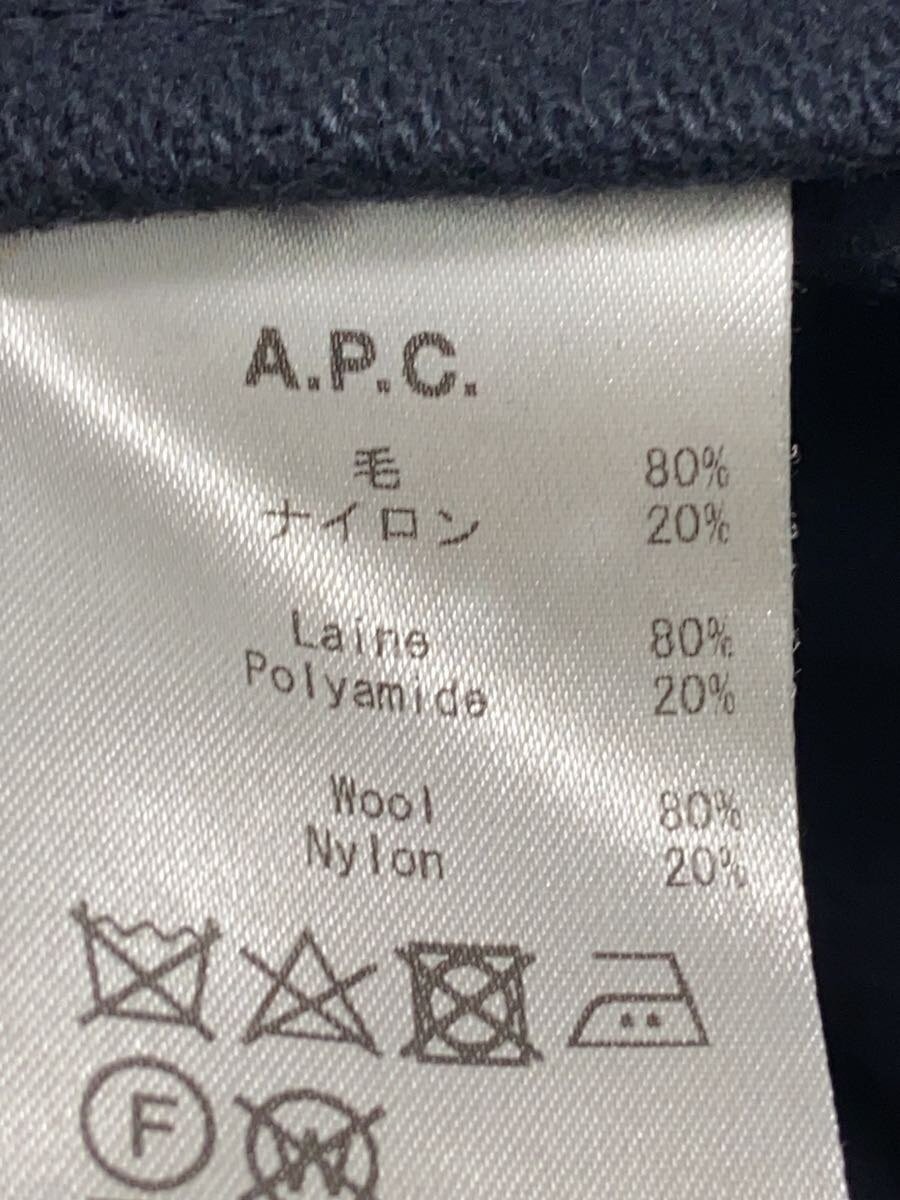 A.P.C.
毛 80%
ナイロン 20%
Laine 80%
Polyamide 20%
Wool 80%
Nylon 20%
F
W